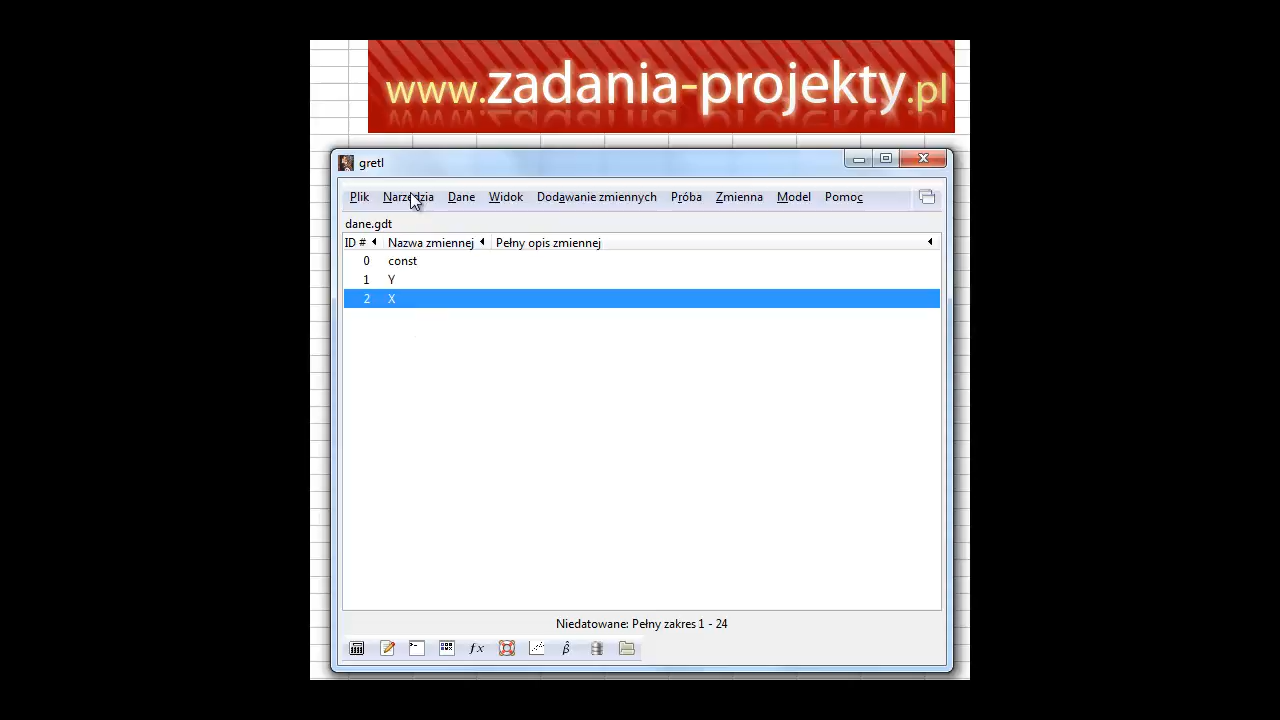 www.zadania-projekty.pl
gretl
Plik Narzędzia Dane Widok Dodawanie zmiennych Próba Zmienna Model Pomoc
dane.gdt
ID # Nazwa zmiennej Pełny opis zmiennej
0 const
1 Y
2 X
Niedatowane: Pełny zakres 1 - 24
fx β̂